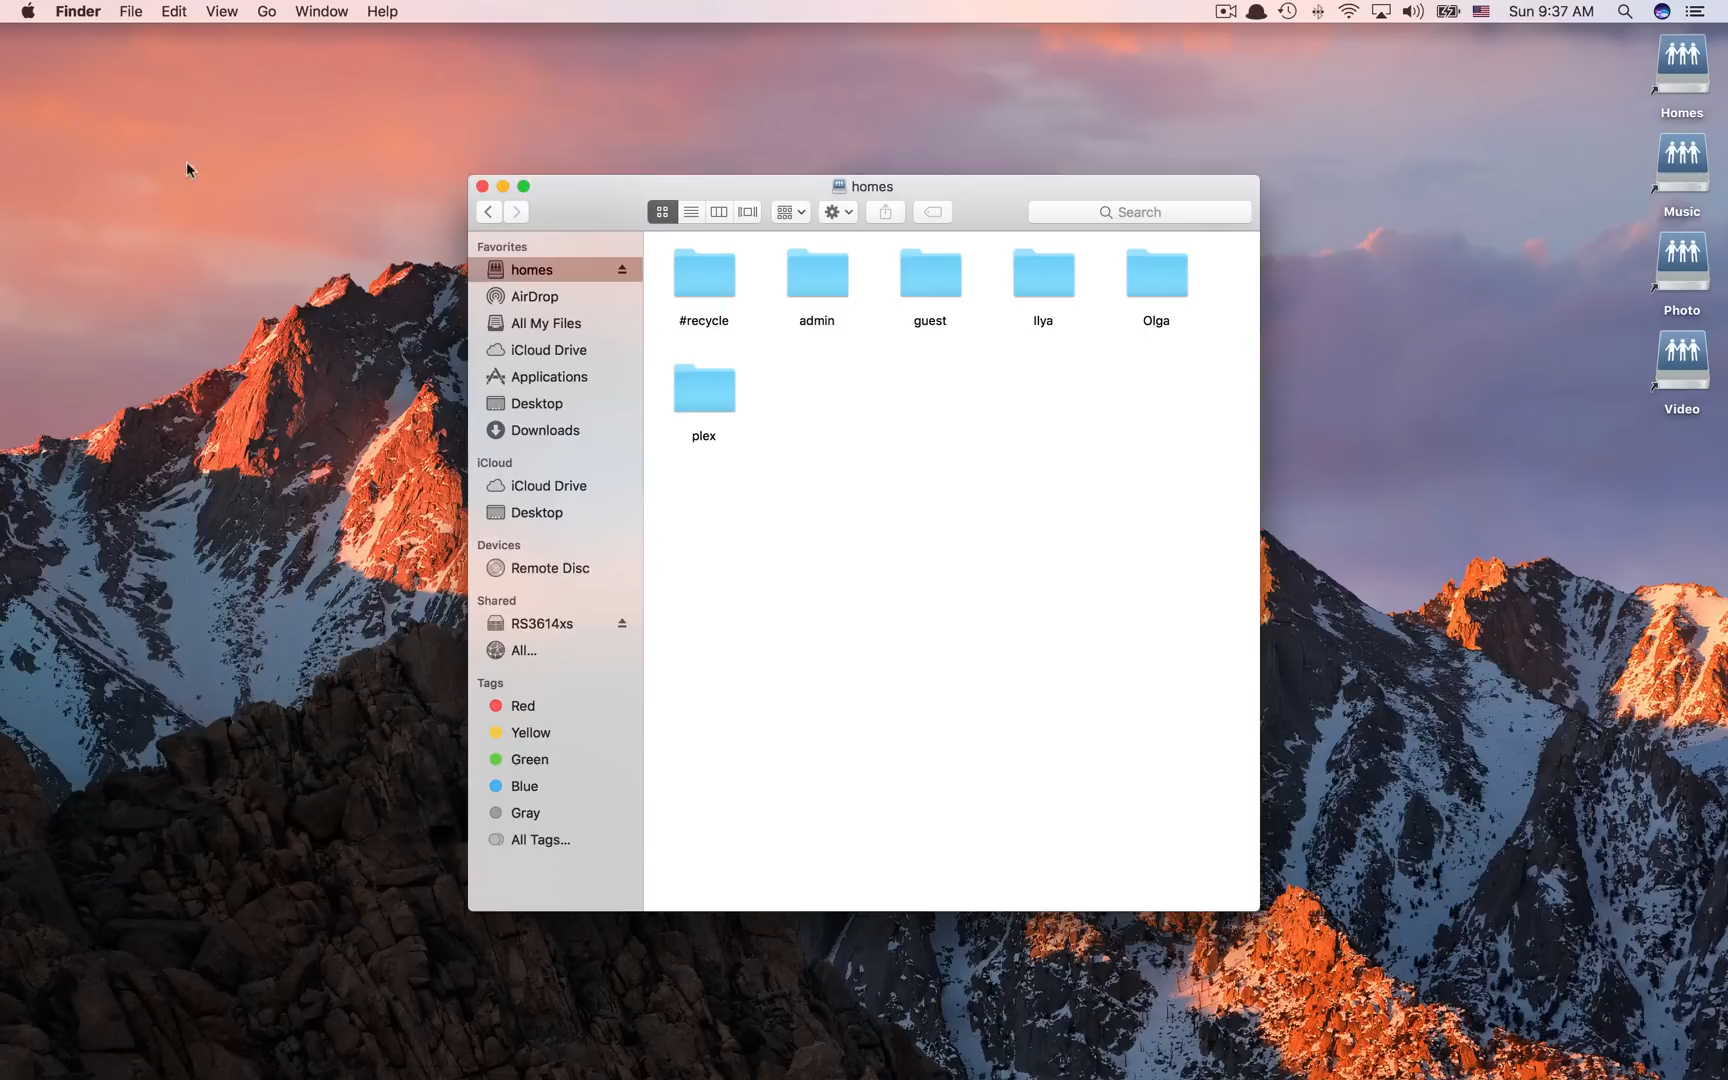 Finder File Edit View Go Window Help
Sun 9:37 AM
Homes
Music
Photo
Video
homes
Search
Favorites
homes
AirDrop
All My Files
iCloud Drive
Applications
Desktop
Downloads
iCloud
iCloud Drive
Desktop
Devices
Remote Disc
Shared
RS3614xs
All...
Tags
Red
Yellow
Green
Blue
Gray
All Tags...
#recycle admin guest Ilya Olga
plex